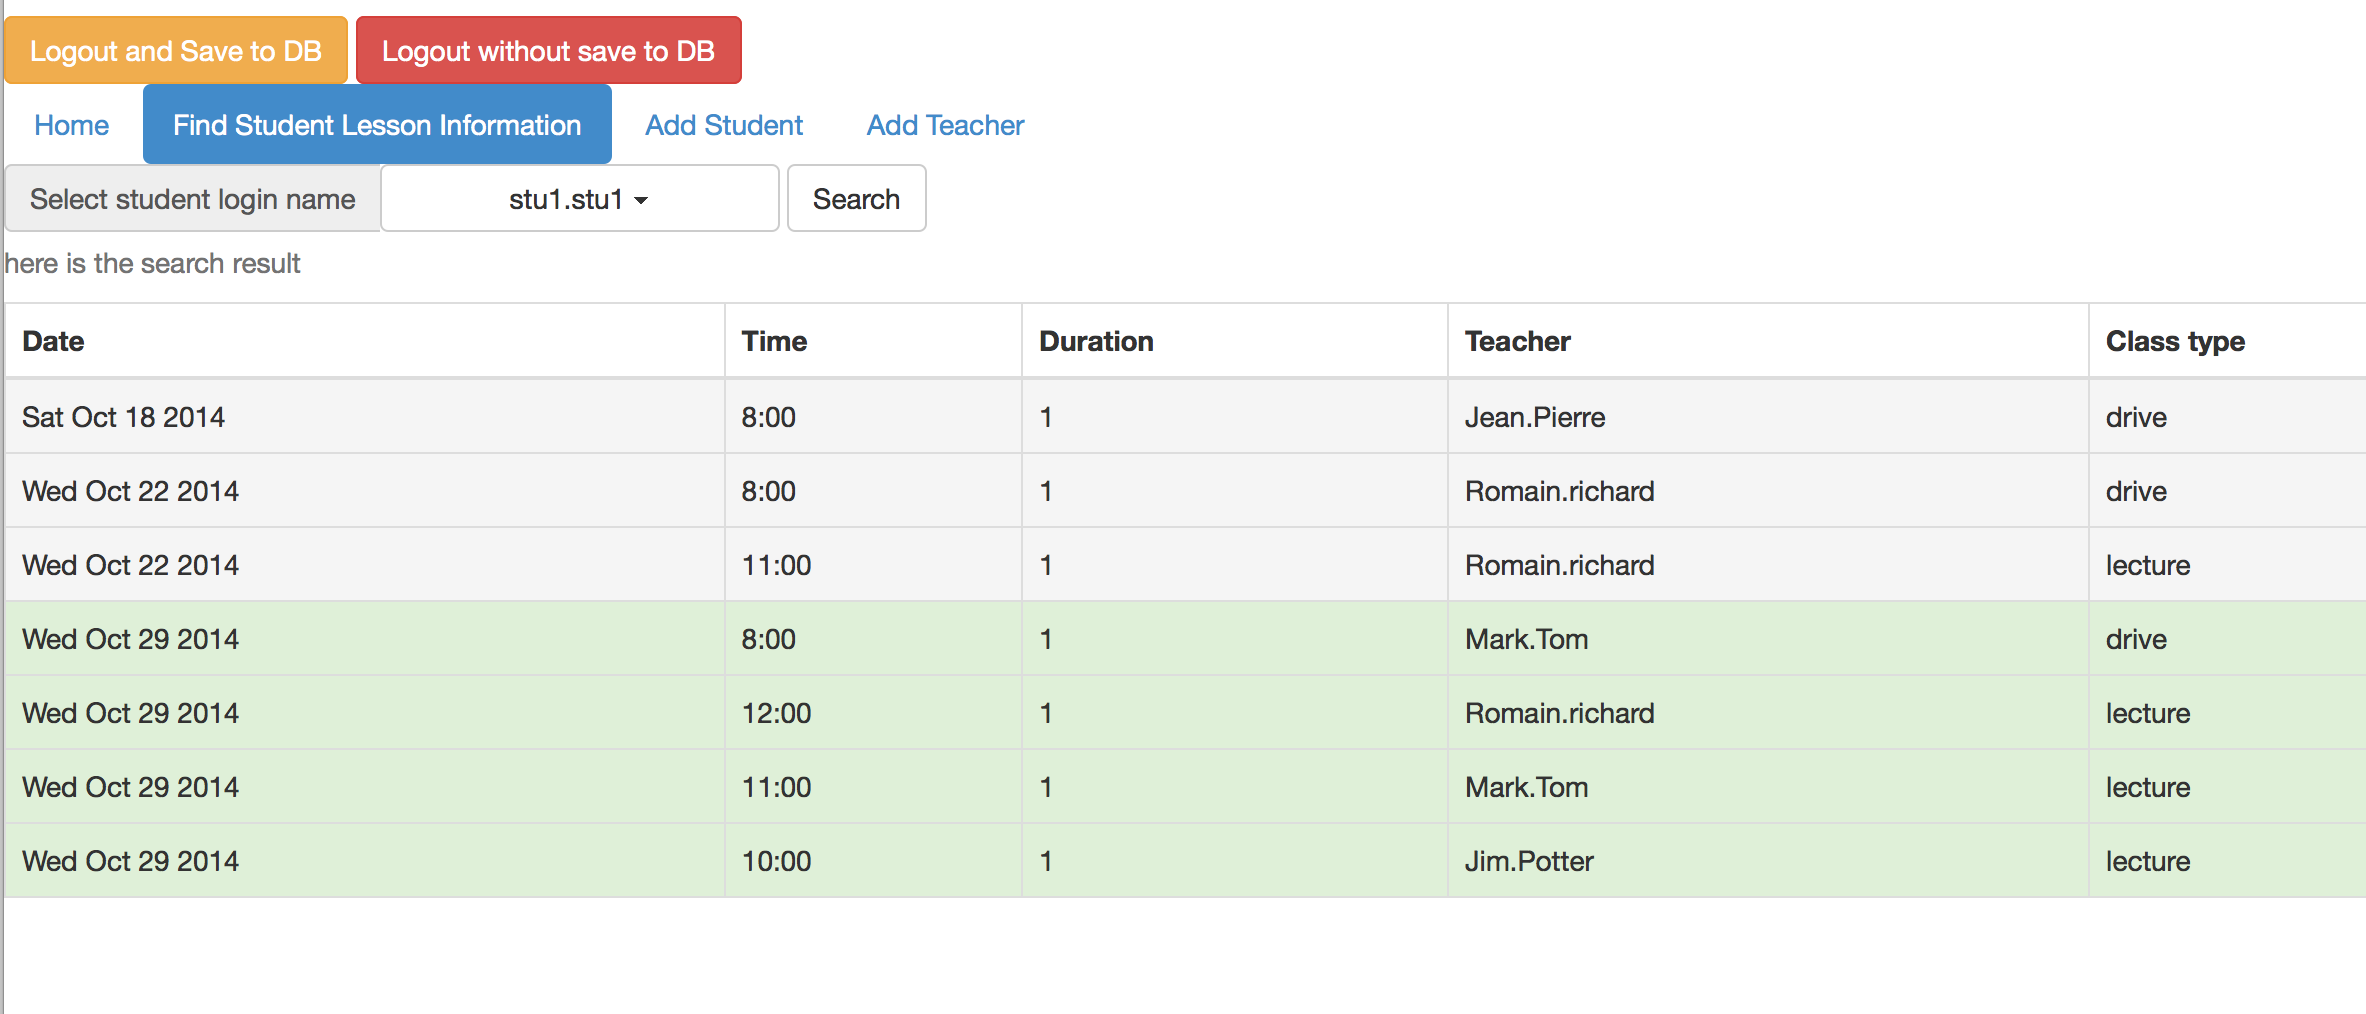 Logout and Save to DB Logout without save to DB
Home Find Student Lesson Information Add Student Add Teacher
Select student login name stu1.stu1 Search
here is the search result
Date Time Duration Teacher Class type
Sat Oct 18 2014 8:00 1 Jean.Pierre drive
Wed Oct 22 2014 8:00 1 Romain.richard drive
Wed Oct 22 2014 11:00 1 Romain.richard lecture
Wed Oct 29 2014 8:00 1 Mark.Tom drive
Wed Oct 29 2014 12:00 1 Romain.richard lecture
Wed Oct 29 2014 11:00 1 Mark.Tom lecture
Wed Oct 29 2014 10:00 1 Jim.Potter lecture